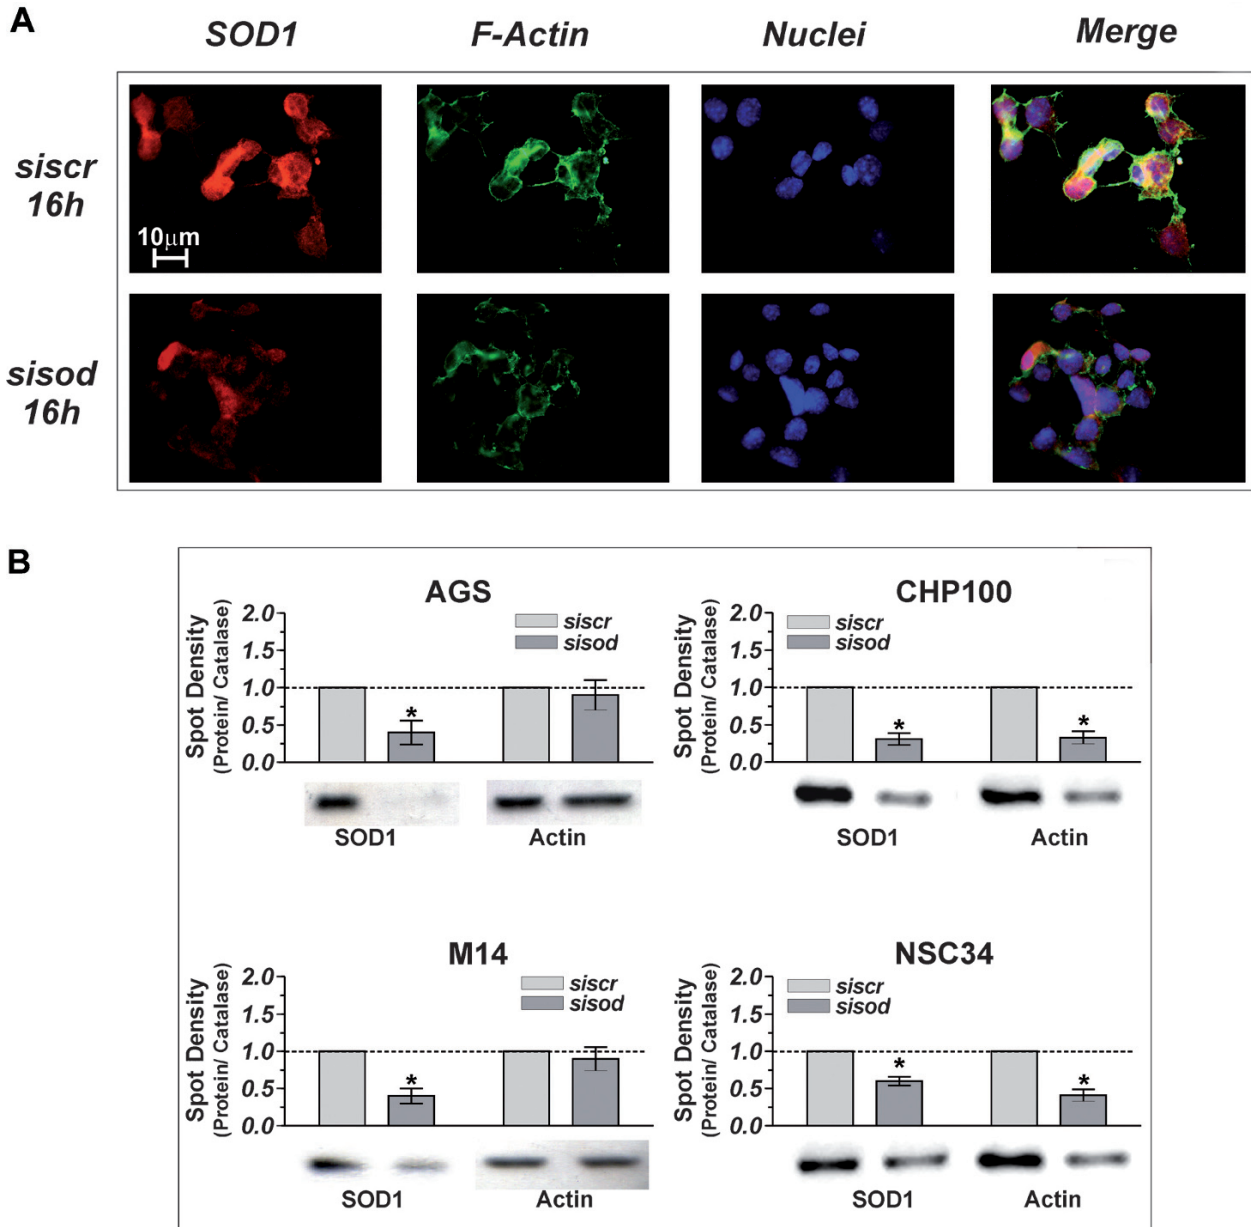 A
SOD1 F-Actin Nuclei Merge
siscr
16h
10μm
sisod
16h
B
AGS
Spot Density
(Protein/ Catalase)
2.0
1.5
1.0
0.5
0.0
siscr
sisod
*
SOD1 Actin
CHP100
Spot Density
(Protein/ Catalase)
2.0
1.5
1.0
0.5
0.0
siscr
sisod
* *
SOD1 Actin
M14
Spot Density
(Protein/ Catalase)
2.0
1.5
1.0
0.5
0.0
siscr
sisod
*
SOD1 Actin
NSC34
Spot Density
(Protein/ Catalase)
2.0
1.5
1.0
0.5
0.0
siscr
sisod
* *
SOD1 Actin